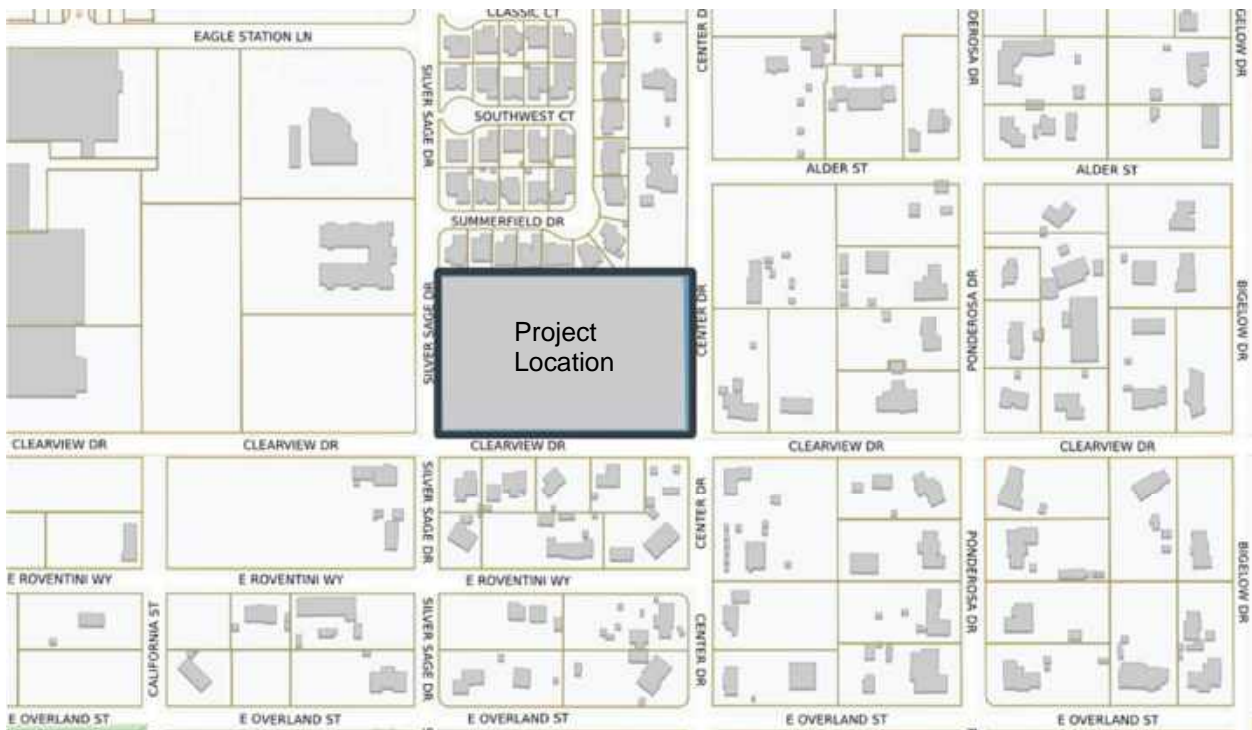 CLASSIC CT
EAGLE STATION LN
SILVER SAGE DR
SOUTHWEST CT
SUMMERFIELD DR
CENTER D
DEROSA DR
GELOW DR
ALDER ST
ALDER ST
SILVER SAGE DR
Project
Location
CENTER DR
PONDEROSA DR
BIGELOW DR
CLEARVIEW DR
CLEARVIEW DR
CLEARVIEW DR
CLEARVIEW DR
CLEARVIEW DR
SILVER SAGE DR
CENTER DR
PONDEROSA DR
BIGELOW DR
E ROVENTINI WY
E ROVENTINI WY
E ROVENTINI WY
CALIFORNIA ST
SILVER SAGE DR
CENTER DR
E OVERLAND ST
E OVERLAND ST
E OVERLAND ST
E OVERLAND ST
E OVERLAND ST